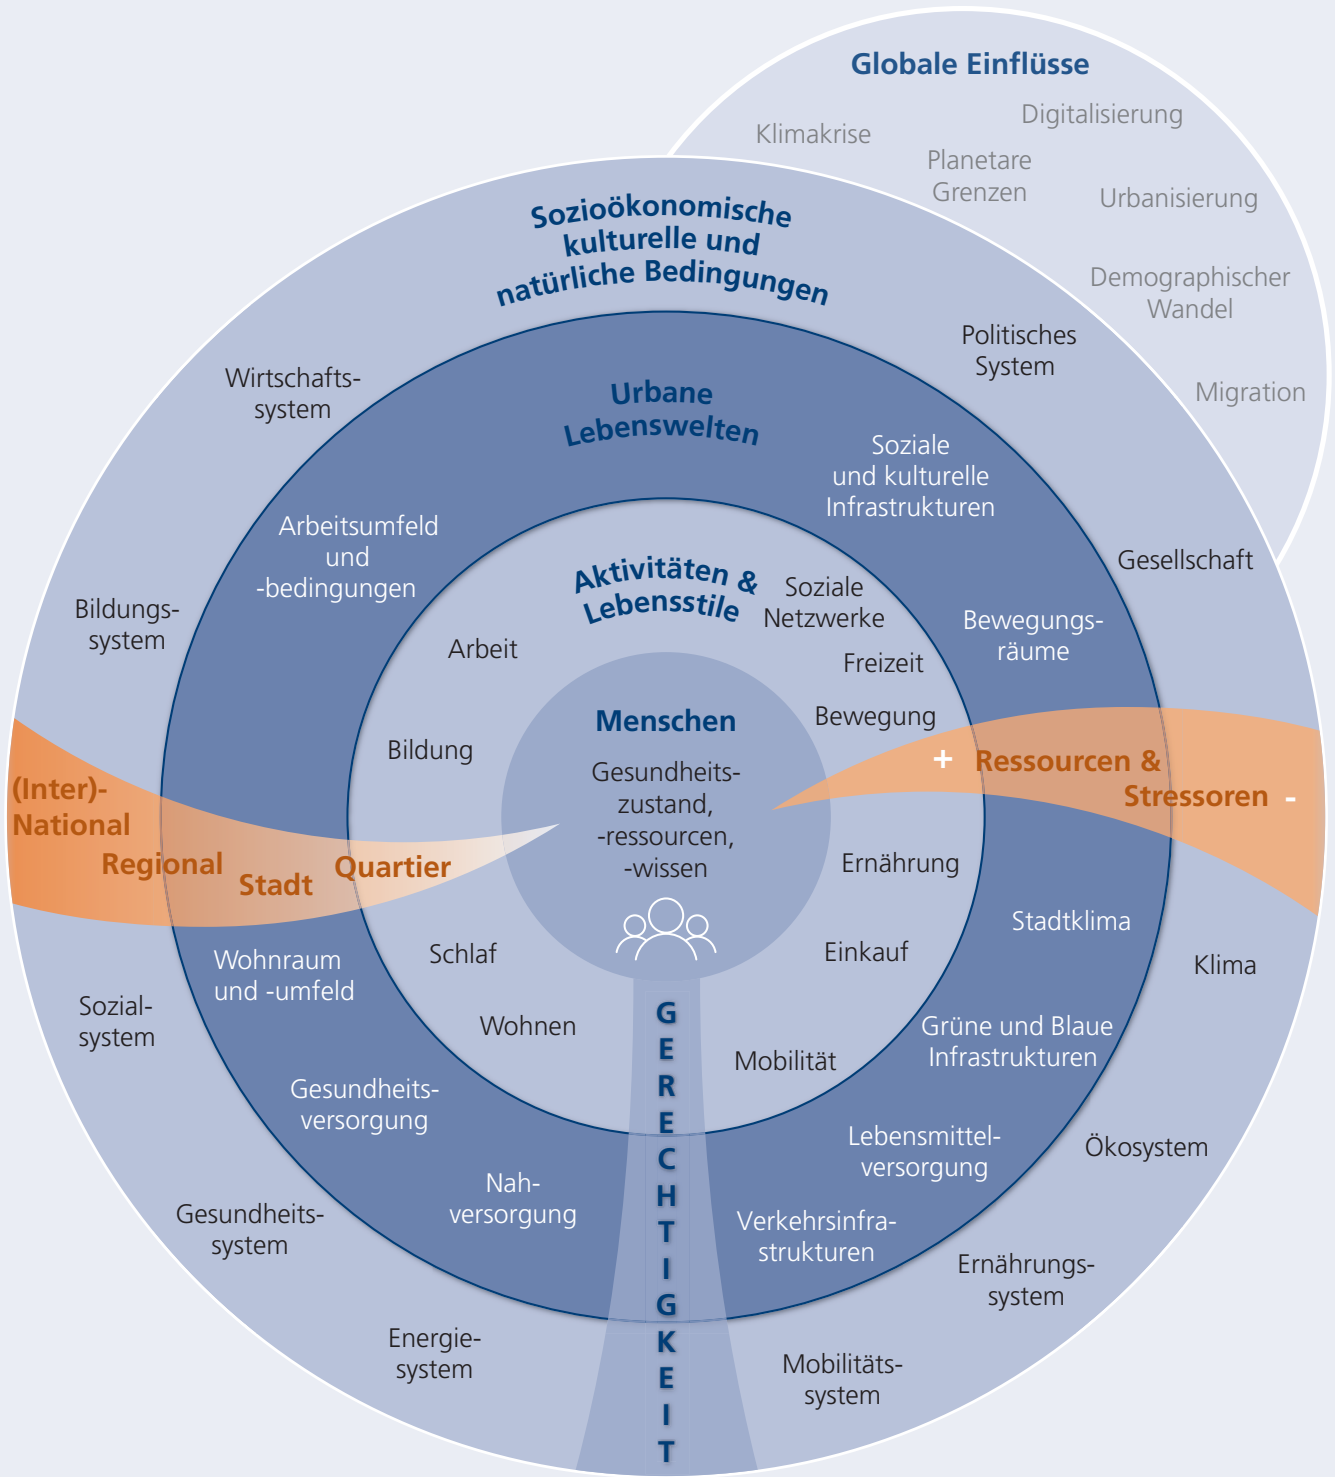 Globale Einflüsse
Digitalisierung
Klimakrise
Planetare
Grenzen
Urbanisierung
Demographischer
Wandel
Migration
Sozioökonomische
kulturelle und
natürliche Bedingungen
Politisches
System
Wirtschafts-
system
Gesellschaft
Bildungs-
system
Urbane
Lebenswelten
Soziale
und kulturelle
Infrastrukturen
Arbeitsumfeld
und
-bedingungen
Bewegungs-
räume
Aktivitäten &
Lebensstile
Soziale
Netzwerke
Arbeit
Freizeit
Bewegung
Bildung
Menschen
Gesundheits-
zustand,
-ressourcen,
-wissen
+ Ressourcen &
Stressoren -
(Inter)-
National
Regional
Stadt
Quartier
Ernährung
Einkauf
Schlaf
Wohnen
Mobilität
Stadtklima
Wohnraum
und -umfeld
Grüne und Blaue
Infrastrukturen
Gesundheits-
versorgung
Lebensmittel-
versorgung
Nah-
versorgung
Verkehrsinfra-
strukturen
Klima
Sozial-
system
Ökosystem
Gesundheits-
system
Ernährungs-
system
Energie-
system
Mobilitäts-
system
G
E
R
E
C
H
T
I
G
K
E
I
T